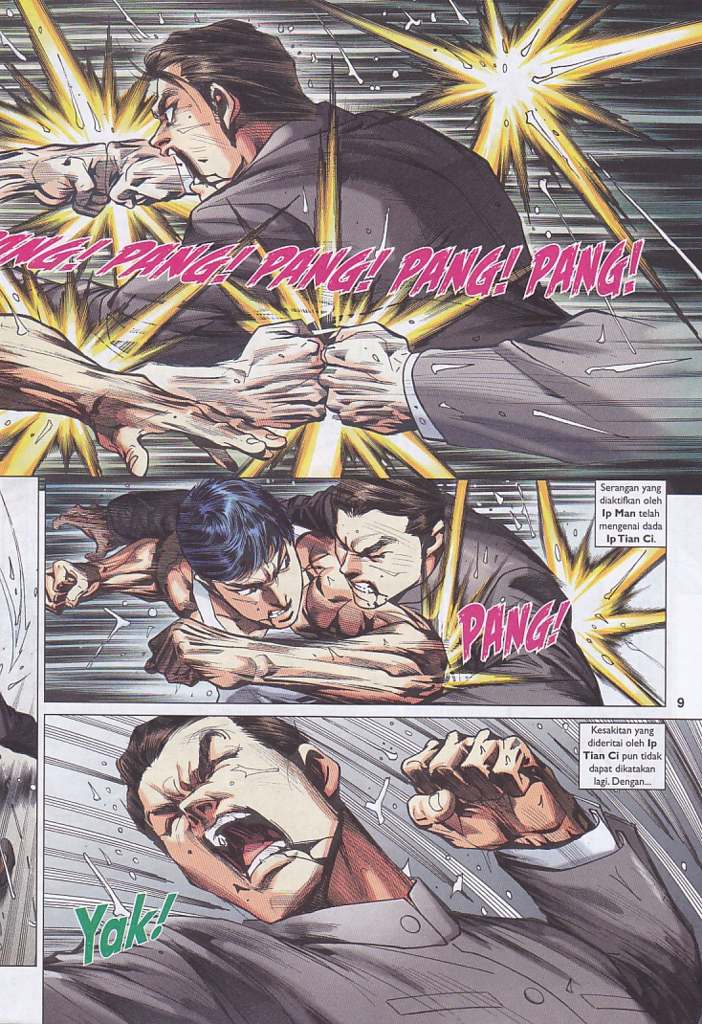 PANG! PANG! PANG! PANG! PANG! PANG!
Serangan yang
diaktifkan oleh
Ip Man telah
mengenai dada
Ip Tian Ci.
PANG!
9
Kesakitan yang
dideritai oleh Ip
Tian Ci pun tidak
dapat dikatakan
lagi. Dengan...
Yak!